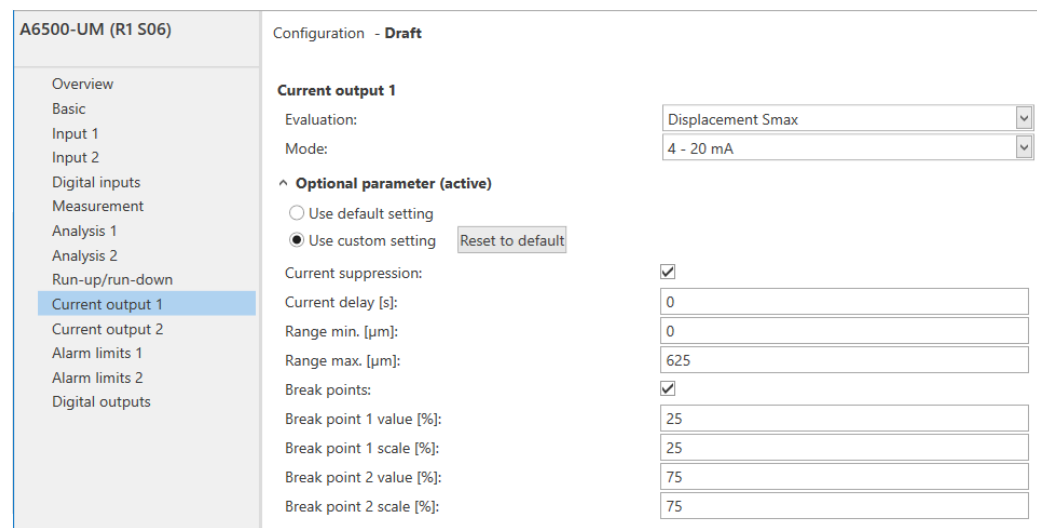 A6500-UM (R1 S06)
Configuration - Draft
Overview
Basic
Input 1
Input 2
Digital inputs
Measurement
Analysis 1
Analysis 2
Run-up/run-down
Current output 1
Current output 2
Alarm limits 1
Alarm limits 2
Digital outputs
Current output 1
Evaluation: Displacement Smax
Mode: 4 - 20 mA
Optional parameter (active)
Use default setting
Use custom setting Reset to default
Current suppression:
Current delay [s]: 0
Range min. [µm]: 0
Range max. [µm]: 625
Break points:
Break point 1 value [%]: 25
Break point 1 scale [%]: 25
Break point 2 value [%]: 75
Break point 2 scale [%]: 75